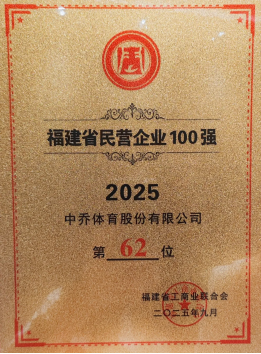 福建省民营企业100强
2025
中乔体育股份有限公司
第62位
福建省工商业联合会
二〇二五年九月